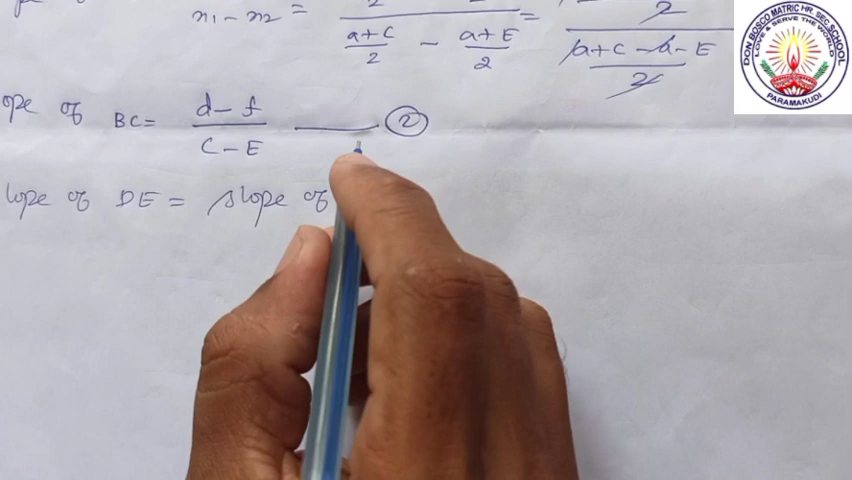 x1 - x2 = / a+c/2 - a+E/2 = 2 / a+c-a-E / 2
ope of BC = d-f / C-E ——— ②
lope of DE = slope of
DON BOSCO MATRIC HR. SEC. SCHOOL
LOVE & SERVE THE WORLD
PARAMAKUDI